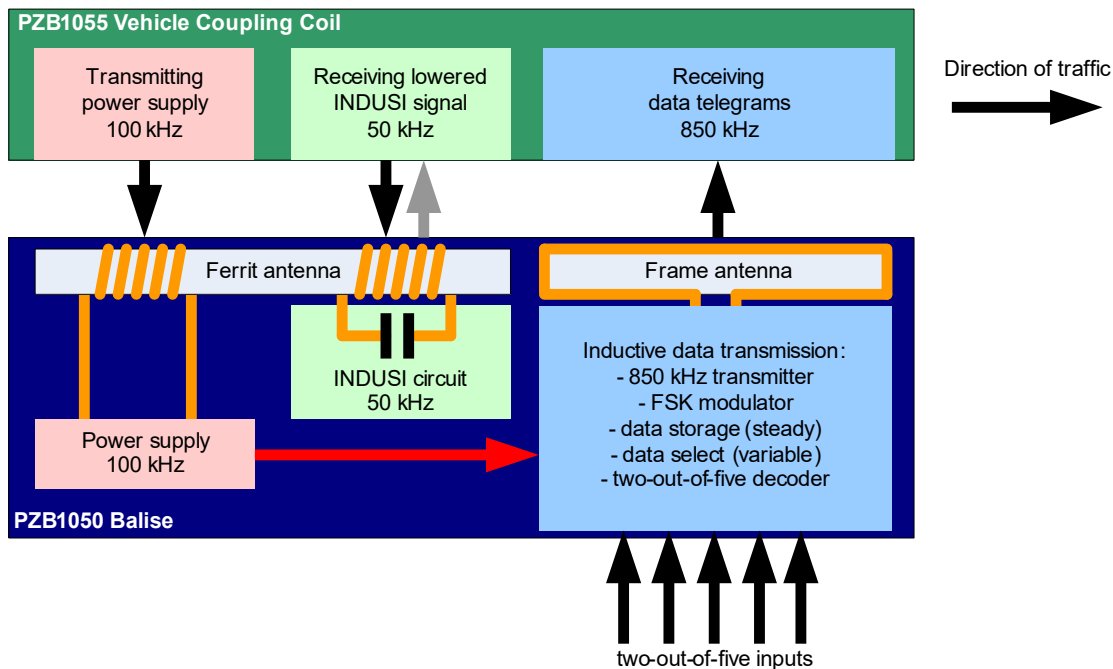 PZB1055 Vehicle Coupling Coil
Transmitting
power supply
100 kHz
Receiving lowered
INDUSI signal
50 kHz
Receiving
data telegrams
850 kHz
Direction of traffic
Ferrit antenna
Frame antenna
INDUSI circuit
50 kHz
Power supply
100 kHz
Inductive data transmission:
- 850 kHz transmitter
- FSK modulator
- data storage (steady)
- data select (variable)
- two-out-of-five decoder
PZB1050 Balise
two-out-of-five inputs